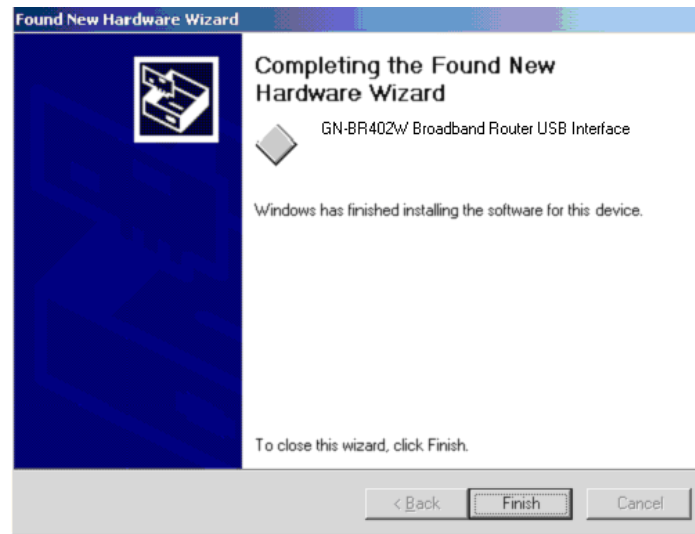 Found New Hardware Wizard
Completing the Found New
Hardware Wizard
GN-BR402W Broadband Router USB Interface
Windows has finished installing the software for this device.
To close this wizard, click Finish.
< Back
Finish
Cancel